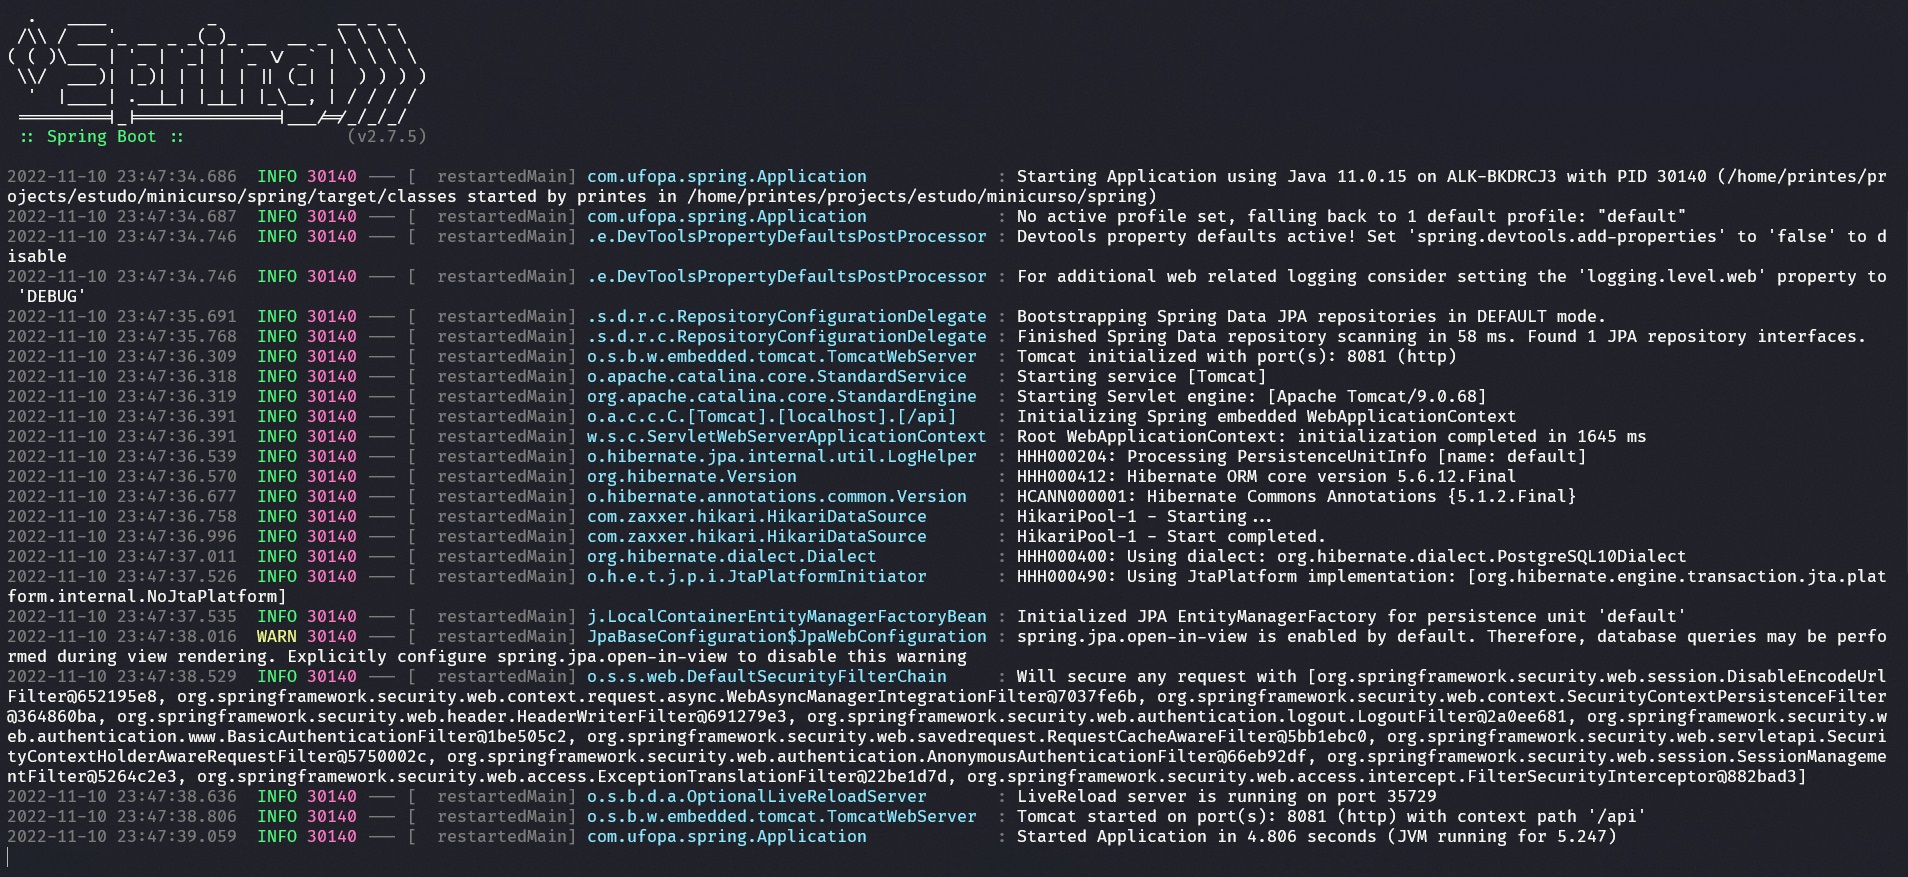 .   ____          _            __ _ _
 /\\ / ___'_ __ _ _(_)_ __  __ _ \ \ \ \
( ( )\___ | '_ | '_| | '_ \/ _` | \ \ \ \
 \\/  ___)| |_)| | | | | || (_| |  ) ) ) )
  '  |____| .__|_| |_|_| |_\__, | / / / /
 =========|_|==============|___/=/_/_/_/
 :: Spring Boot ::                (v2.7.5)
2022-11-10 23:47:34.686  INFO 30140 --- [  restartedMain] com.ufopa.spring.Application             : Starting Application using Java 11.0.15 on ALK-BKDRCJ3 with PID 30140 (/home/printes/pr
ojects/estudo/minicurso/spring/target/classes started by printes in /home/printes/projects/estudo/minicurso/spring)
2022-11-10 23:47:34.687  INFO 30140 --- [  restartedMain] com.ufopa.spring.Application             : No active profile set, falling back to 1 default profile: "default"
2022-11-10 23:47:34.746  INFO 30140 --- [  restartedMain] .e.DevToolsPropertyDefaultsPostProcessor : Devtools property defaults active! Set 'spring.devtools.add-properties' to 'false' to d
isable
2022-11-10 23:47:34.746  INFO 30140 --- [  restartedMain] .e.DevToolsPropertyDefaultsPostProcessor : For additional web related logging consider setting the 'logging.level.web' property to
 'DEBUG'
2022-11-10 23:47:35.691  INFO 30140 --- [  restartedMain] .s.d.r.c.RepositoryConfigurationDelegate : Bootstrapping Spring Data JPA repositories in DEFAULT mode.
2022-11-10 23:47:35.768  INFO 30140 --- [  restartedMain] .s.d.r.c.RepositoryConfigurationDelegate : Finished Spring Data repository scanning in 58 ms. Found 1 JPA repository interfaces.
2022-11-10 23:47:36.309  INFO 30140 --- [  restartedMain] o.s.b.w.embedded.tomcat.TomcatWebServer  : Tomcat initialized with port(s): 8081 (http)
2022-11-10 23:47:36.318  INFO 30140 --- [  restartedMain] o.apache.catalina.core.StandardService   : Starting service [Tomcat]
2022-11-10 23:47:36.319  INFO 30140 --- [  restartedMain] org.apache.catalina.core.StandardEngine  : Starting Servlet engine: [Apache Tomcat/9.0.68]
2022-11-10 23:47:36.391  INFO 30140 --- [  restartedMain] o.a.c.c.C.[Tomcat].[localhost].[/api]    : Initializing Spring embedded WebApplicationContext
2022-11-10 23:47:36.391  INFO 30140 --- [  restartedMain] w.s.c.ServletWebServerApplicationContext : Root WebApplicationContext: initialization completed in 1645 ms
2022-11-10 23:47:36.539  INFO 30140 --- [  restartedMain] o.hibernate.jpa.internal.util.LogHelper  : HHH000204: Processing PersistenceUnitInfo [name: default]
2022-11-10 23:47:36.570  INFO 30140 --- [  restartedMain] org.hibernate.Version                    : HHH000412: Hibernate ORM core version 5.6.12.Final
2022-11-10 23:47:36.677  INFO 30140 --- [  restartedMain] o.hibernate.annotations.common.Version   : HCANN000001: Hibernate Commons Annotations {5.1.2.Final}
2022-11-10 23:47:36.758  INFO 30140 --- [  restartedMain] com.zaxxer.hikari.HikariDataSource       : HikariPool-1 - Starting...
2022-11-10 23:47:36.996  INFO 30140 --- [  restartedMain] com.zaxxer.hikari.HikariDataSource       : HikariPool-1 - Start completed.
2022-11-10 23:47:37.011  INFO 30140 --- [  restartedMain] org.hibernate.dialect.Dialect            : HHH000400: Using dialect: org.hibernate.dialect.PostgreSQL10Dialect
2022-11-10 23:47:37.526  INFO 30140 --- [  restartedMain] o.h.e.t.j.p.i.JtaPlatformInitiator       : HHH000490: Using JtaPlatform implementation: [org.hibernate.engine.transaction.jta.plat
form.internal.NoJtaPlatform]
2022-11-10 23:47:37.535  INFO 30140 --- [  restartedMain] j.LocalContainerEntityManagerFactoryBean : Initialized JPA EntityManagerFactory for persistence unit 'default'
2022-11-10 23:47:38.016  WARN 30140 --- [  restartedMain] JpaBaseConfiguration$JpaWebConfiguration : spring.jpa.open-in-view is enabled by default. Therefore, database queries may be perfo
rmed during view rendering. Explicitly configure spring.jpa.open-in-view to disable this warning
2022-11-10 23:47:38.529  INFO 30140 --- [  restartedMain] o.s.s.web.DefaultSecurityFilterChain     : Will secure any request with [org.springframework.security.web.session.DisableEncodeUrl
Filter@652195e8, org.springframework.security.web.context.request.async.WebAsyncManagerIntegrationFilter@7037fe6b, org.springframework.security.web.context.SecurityContextPersistenceFilter
@364860ba, org.springframework.security.web.header.HeaderWriterFilter@691279e3, org.springframework.security.web.authentication.logout.LogoutFilter@2a0ee681, org.springframework.security.w
eb.authentication.www.BasicAuthenticationFilter@1be505c2, org.springframework.security.web.savedrequest.RequestCacheAwareFilter@5bb1ebc0, org.springframework.security.web.servletapi.Securi
tyContextHolderAwareRequestFilter@5750002c, org.springframework.security.web.authentication.AnonymousAuthenticationFilter@66eb92df, org.springframework.security.web.session.SessionManageme
ntFilter@5264c2e3, org.springframework.security.web.access.ExceptionTranslationFilter@22be1d7d, org.springframework.security.web.access.intercept.FilterSecurityInterceptor@882bad3]
2022-11-10 23:47:38.636  INFO 30140 --- [  restartedMain] o.s.b.d.a.OptionalLiveReloadServer       : LiveReload server is running on port 35729
2022-11-10 23:47:38.806  INFO 30140 --- [  restartedMain] o.s.b.w.embedded.tomcat.TomcatWebServer  : Tomcat started on port(s): 8081 (http) with context path '/api'
2022-11-10 23:47:39.059  INFO 30140 --- [  restartedMain] com.ufopa.spring.Application             : Started Application in 4.806 seconds (JVM running for 5.247)